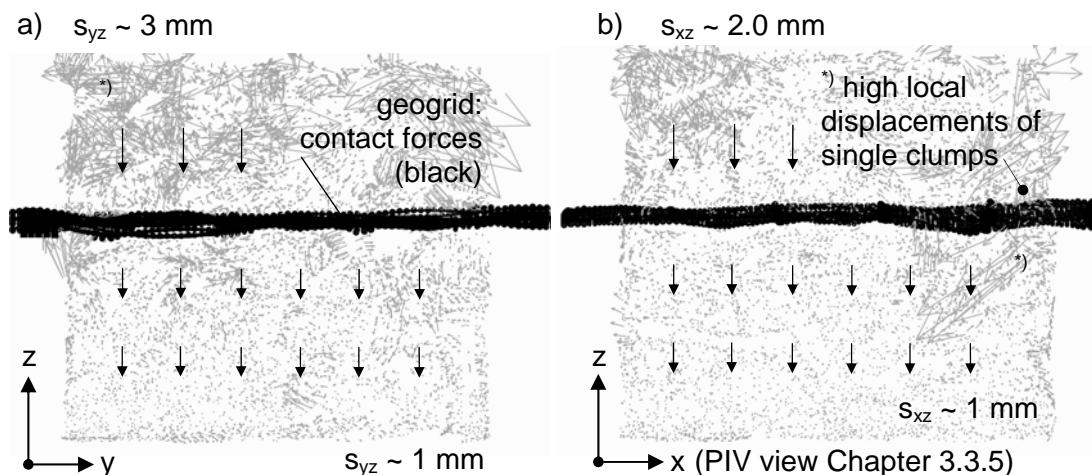 a) s_yz ~ 3 mm
*)
geogrid:
contact forces
(black)
z
y
s_yz ~ 1 mm
b) s_xz ~ 2.0 mm
*) high local
displacements of
single clumps
*)
s_xz ~ 1 mm
z
x (PIV view Chapter 3.3.5)